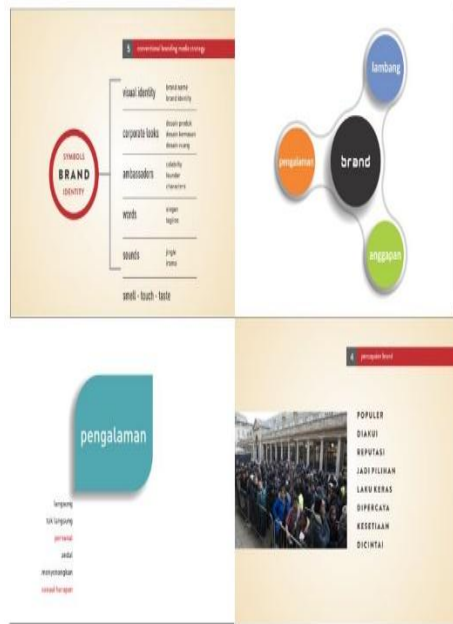 5 conventional branding media strategy
SYMBOLS
BRAND
IDENTITY
visual identity
brand name
brand identity
corporate looks
desain produk
desain kemasan
desain ruang
ambassadors
celebrity
founder
characters
words
slogan
tagline
sounds
jingle
irama
smell - touch - taste
lambang
pengalaman
brand
anggapan
pengalaman
langsung
tak langsung
personal
sosial
menyenangkan
sesuai harapan
6 pencapaian brand
POPULER
DIAKUI
REPUTASI
JADI PILIHAN
LAKU KERAS
DIPERCAYA
KESETIAAN
DICINTAI